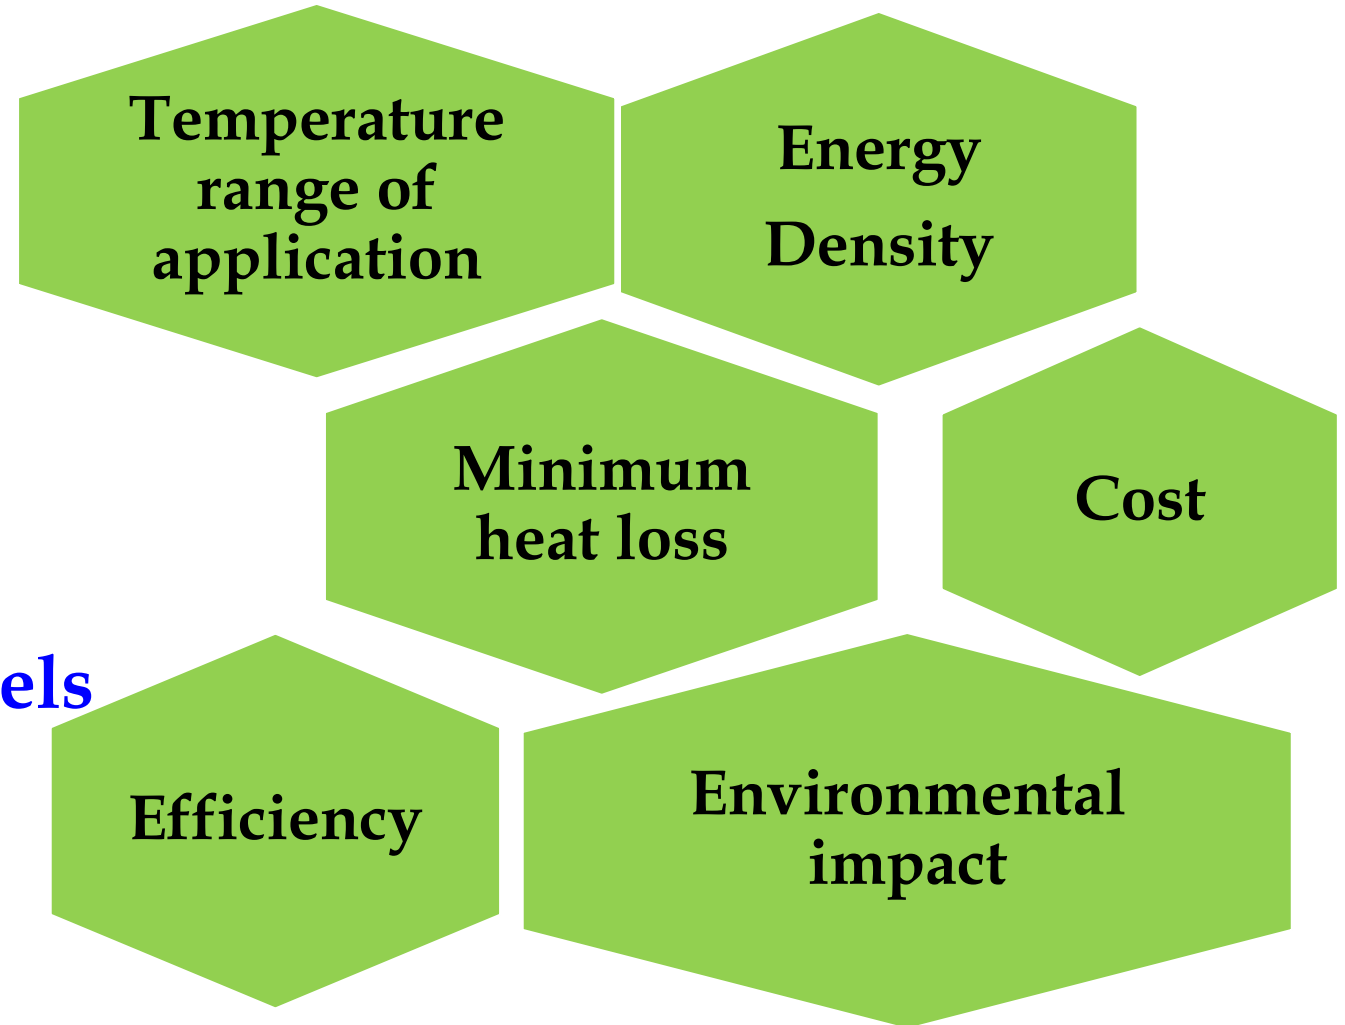 Temperature
range of
application
Energy
Density
Minimum
heat loss
Cost
els
Efficiency
Environmental
impact